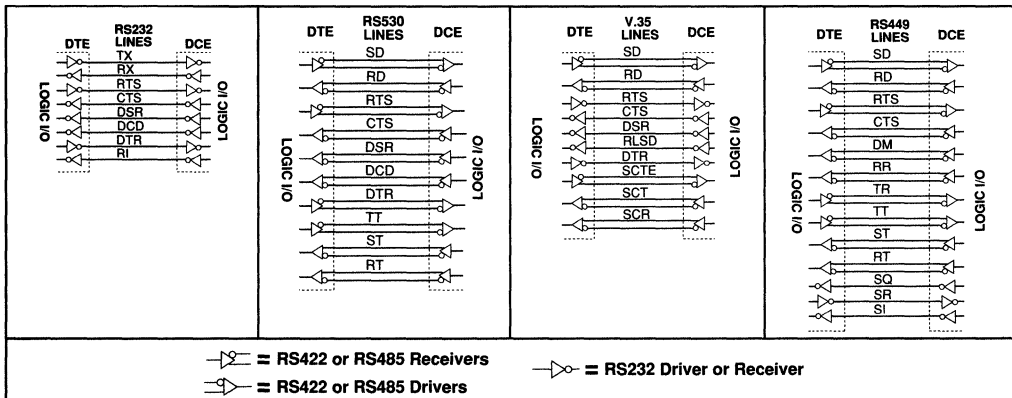 RS232
DTE LINES DCE
TX
RX
RTS
CTS
DSR
DCD
DTR
RI
LOGIC I/O
LOGIC I/O
RS530
DTE LINES DCE
SD
RD
RTS
CTS
DSR
DCD
DTR
TT
ST
RT
LOGIC I/O
LOGIC I/O
V.35
DTE LINES DCE
SD
RD
RTS
CTS
DSR
RLSD
DTR
SCTE
SCT
SCR
LOGIC I/O
LOGIC I/O
RS449
DTE LINES DCE
SD
RD
RTS
CTS
DM
RR
TR
TT
ST
RT
SQ
SR
SI
LOGIC I/O
LOGIC I/O
= RS422 or RS485 Receivers
= RS422 or RS485 Drivers
= RS232 Driver or Receiver